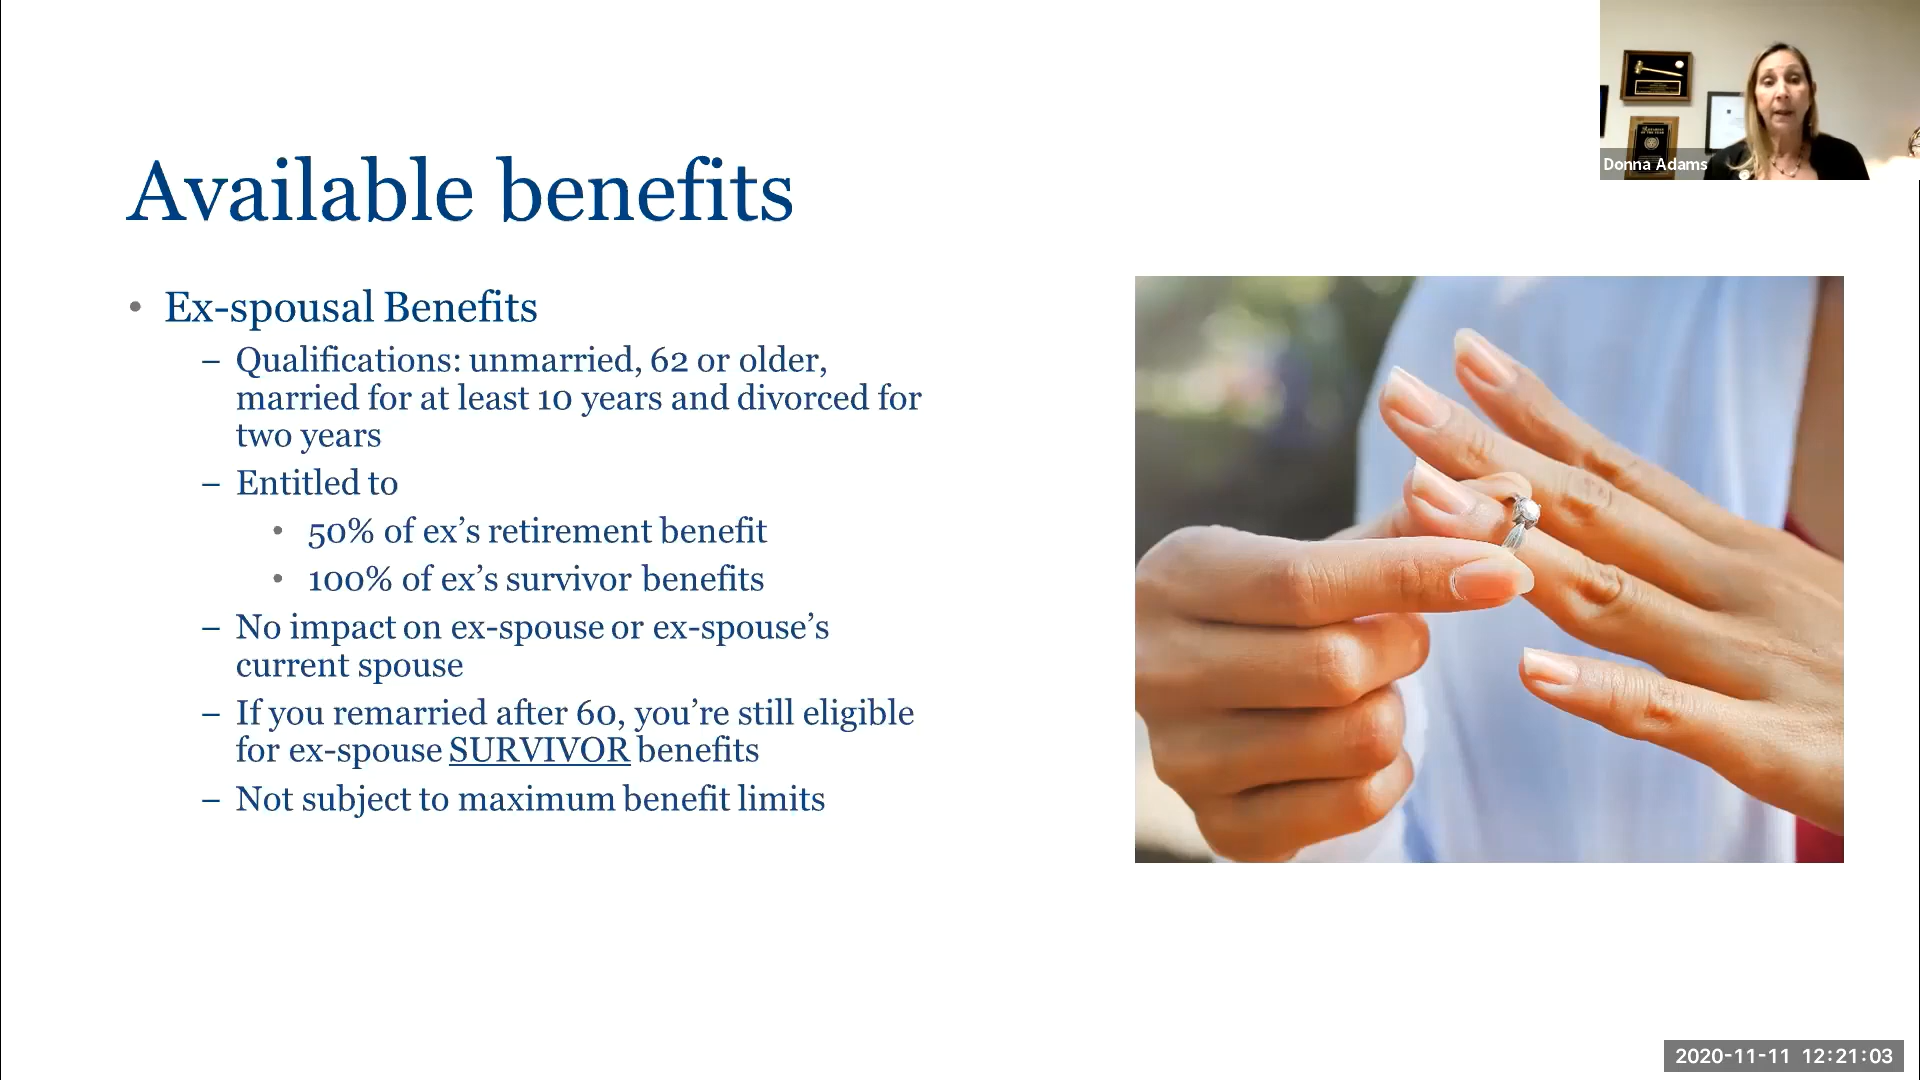 Available benefits
• Ex-spousal Benefits
– Qualifications: unmarried, 62 or older,
married for at least 10 years and divorced for
two years
– Entitled to
• 50% of ex’s retirement benefit
• 100% of ex’s survivor benefits
– No impact on ex-spouse or ex-spouse’s
current spouse
– If you remarried after 60, you’re still eligible
for ex-spouse SURVIVOR benefits
– Not subject to maximum benefit limits
Donna Adams
2020-11-11 12:21:03